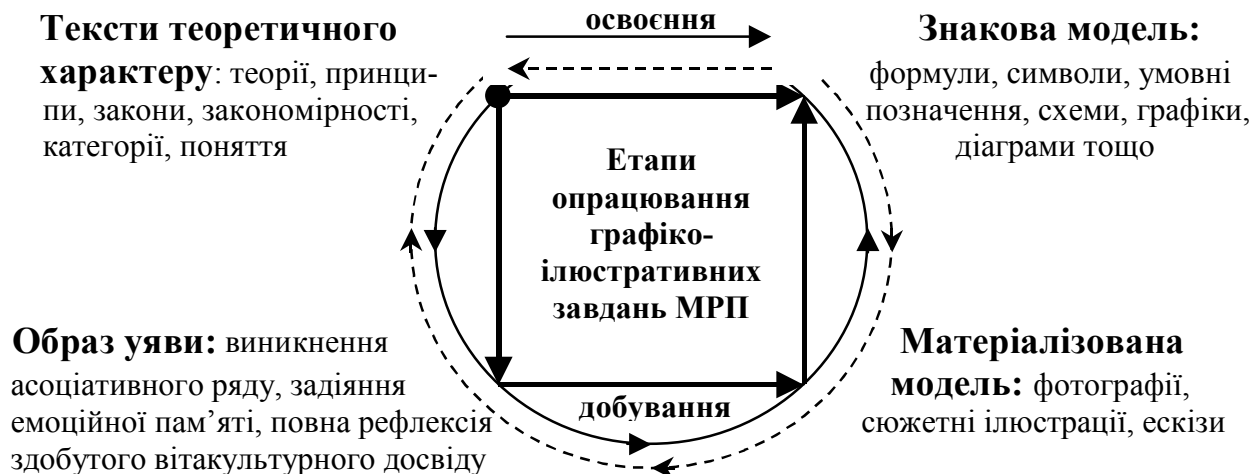 Тексти теоретичного
характеру: теорії, принци-
пи, закони, закономірності,
категорії, поняття
освоєння
Знакова модель:
формули, символи, умовні
позначення, схеми, графіки,
діаграми тощо
Етапи
опрацювання
графіко-
ілюстративних
завдань МРП
Образ уяви: виникнення
асоціативного ряду, задіяння
емоційної пам’яті, повна рефлексія
здобутого вітакультурного досвіду
добування
Матеріалізована
модель: фотографії,
сюжетні ілюстрації, ескізи